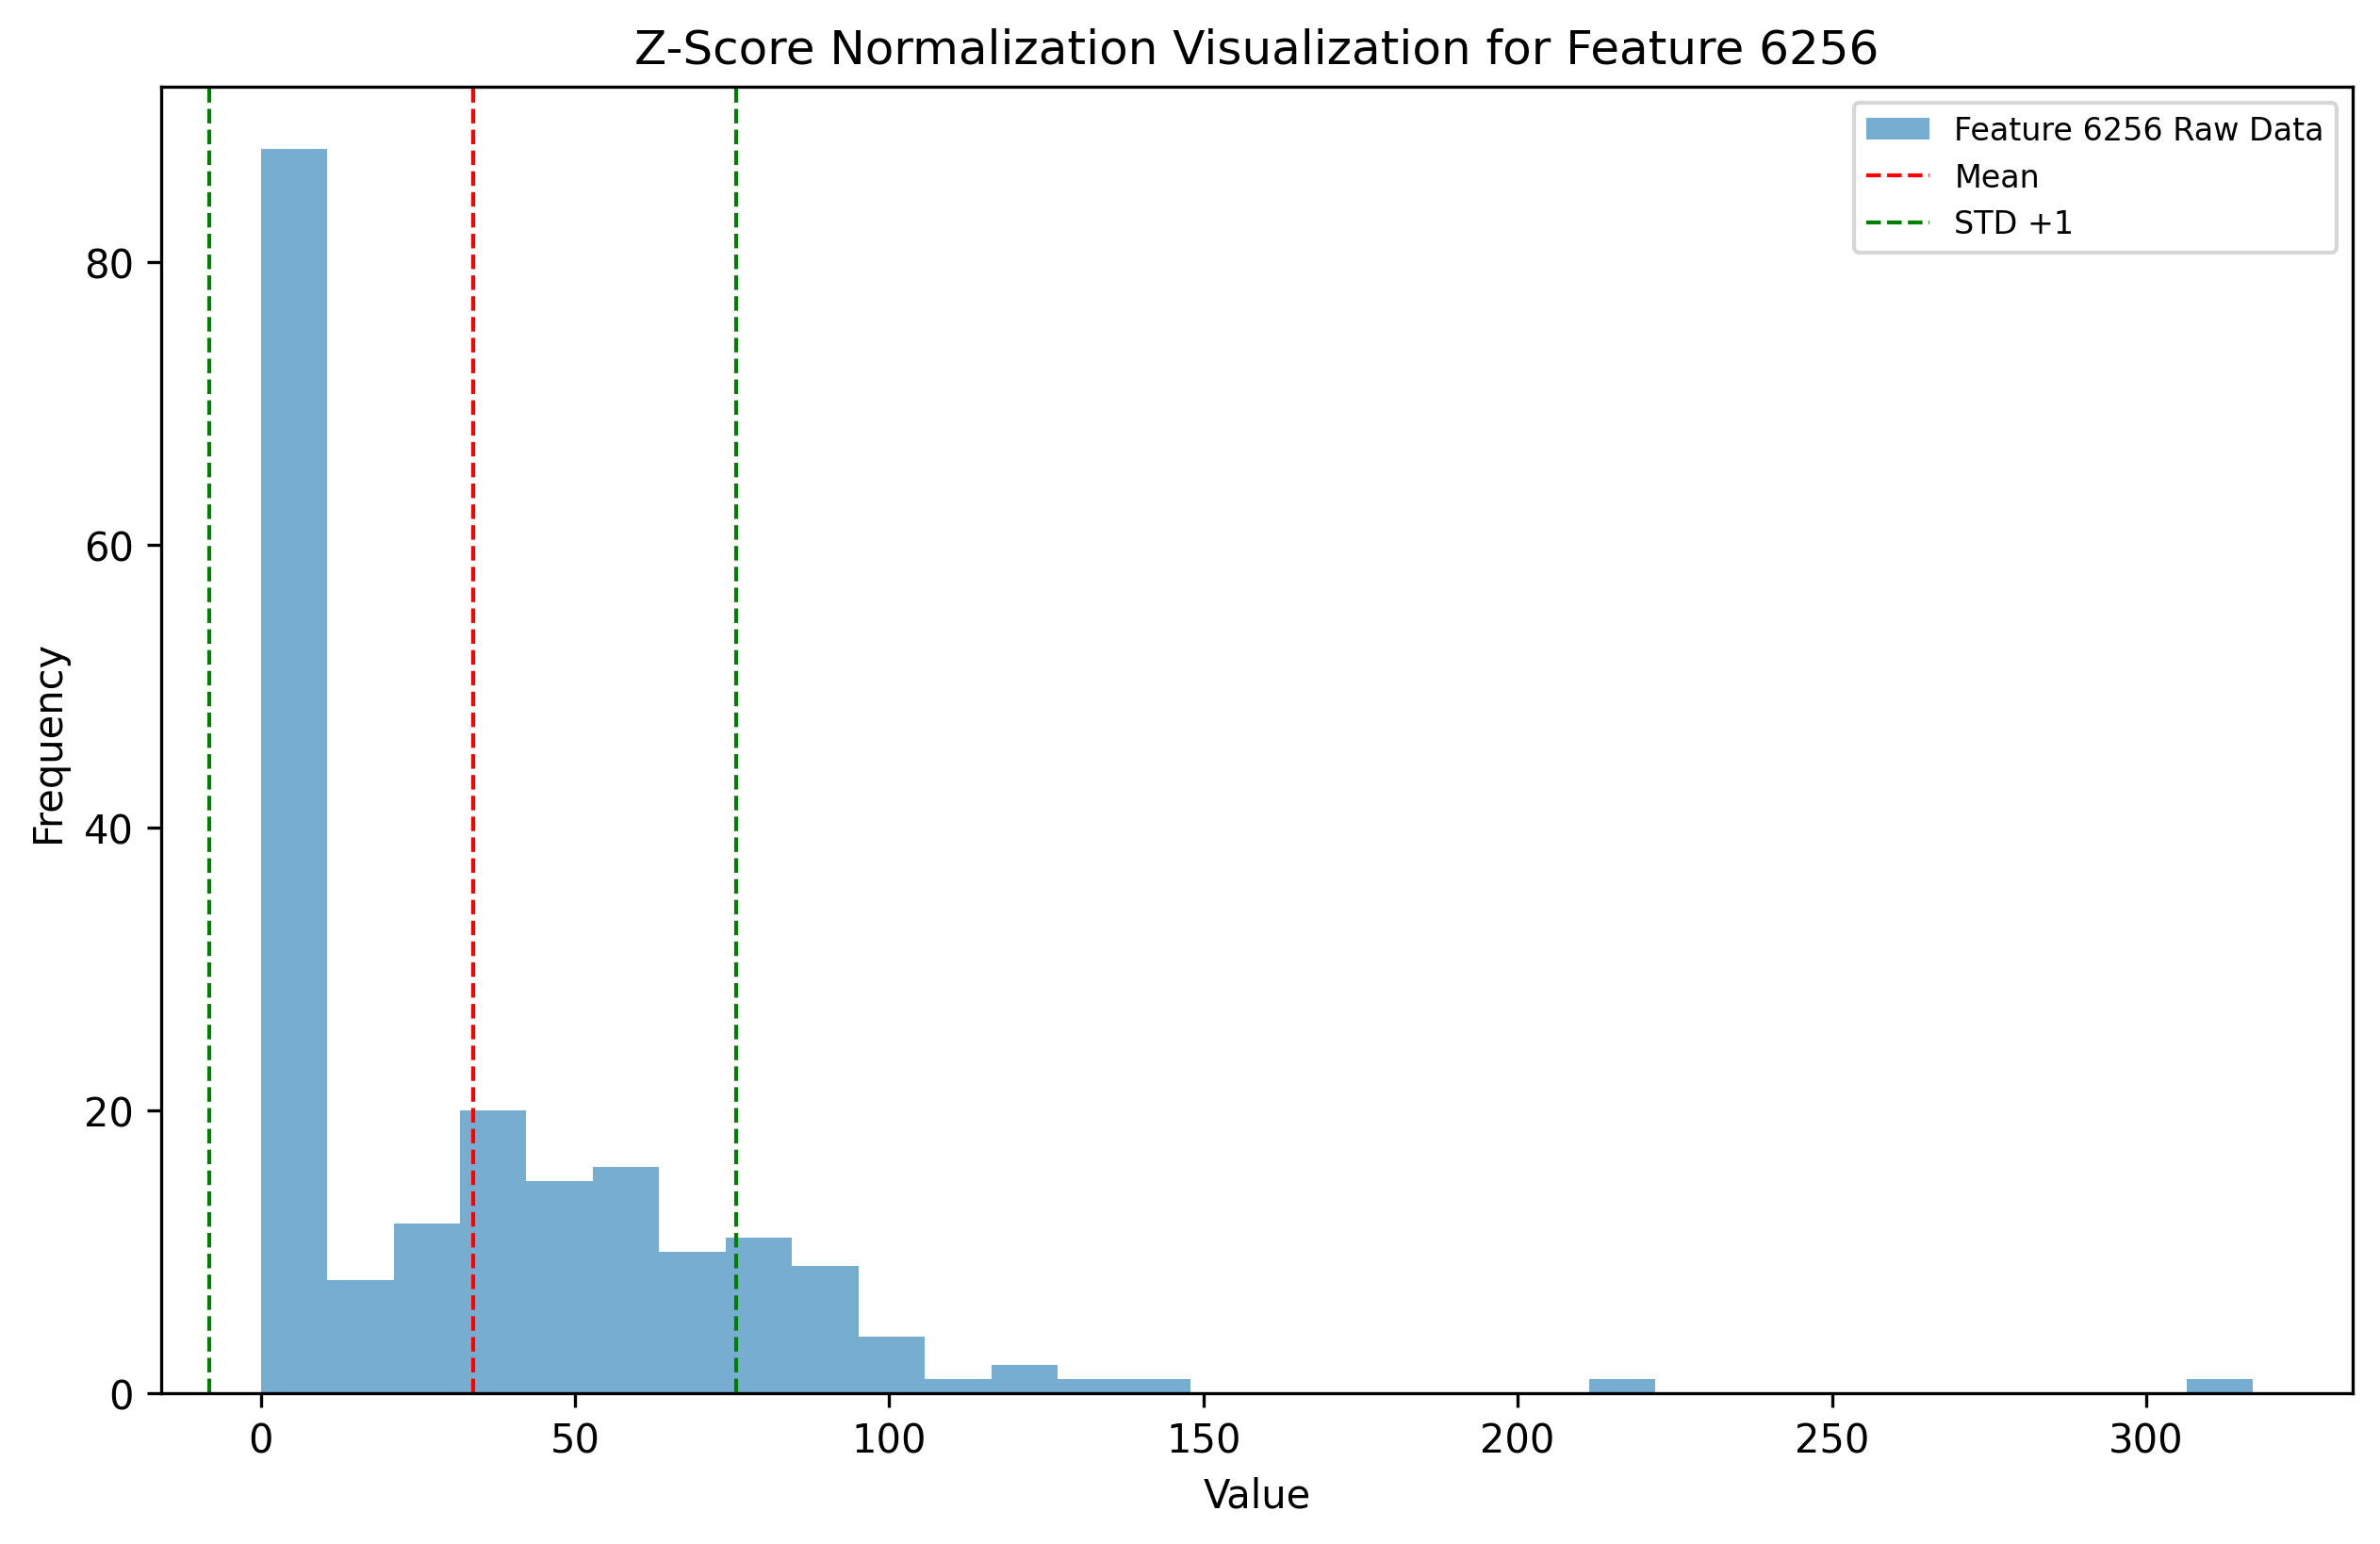 Z-Score Normalization Visualization for Feature 6256
Feature 6256 Raw Data
Mean
STD +1
80
60
40
20
0
Frequency
0 50 100 150 200 250 300
Value